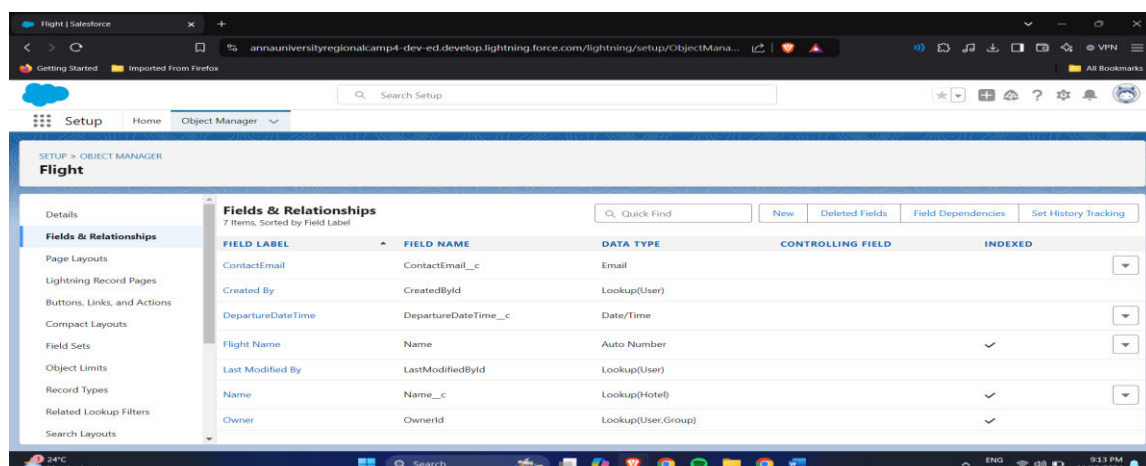 Flight | Salesforce
annauniversityregionalcamp4-dev-ed.develop.lightning.force.com/lightning/setup/ObjectMana...
VPN
Getting Started Imported From Firefox All Bookmarks
Search Setup
Setup Home Object Manager
SETUP > OBJECT MANAGER
Flight
Details
Fields & Relationships
Page Layouts
Lightning Record Pages
Buttons, Links, and Actions
Compact Layouts
Field Sets
Object Limits
Record Types
Related Lookup Filters
Search Layouts
Fields & Relationships
7 Items, Sorted by Field Label
Quick Find New Deleted Fields Field Dependencies Set History Tracking
FIELD LABEL FIELD NAME DATA TYPE CONTROLLING FIELD INDEXED
ContactEmail ContactEmail__c Email
Created By CreatedById Lookup(User)
DepartureDateTime DepartureDateTime__c Date/Time
Flight Name Name Auto Number
Last Modified By LastModifiedById Lookup(User)
Name Name__c Lookup(Hotel)
Owner OwnerId Lookup(User,Group)
24°C Search ENG 9:13 PM